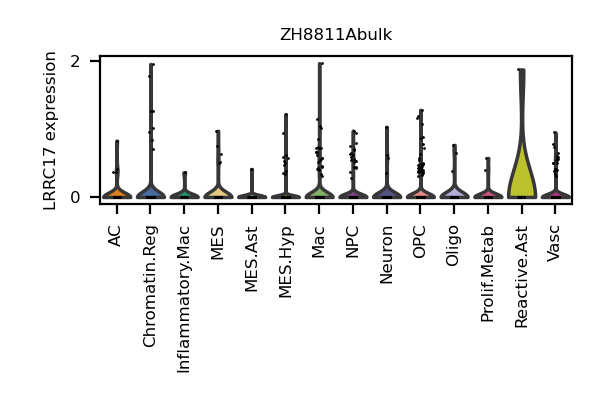 ZH8811Abulk
LRRC17 expression
2
0
AC
Chromatin.Reg
Inflammatory.Mac
MES
MES.Ast
MES.Hyp
Mac
NPC
Neuron
OPC
Oligo
Prolif.Metab
Reactive.Ast
Vasc